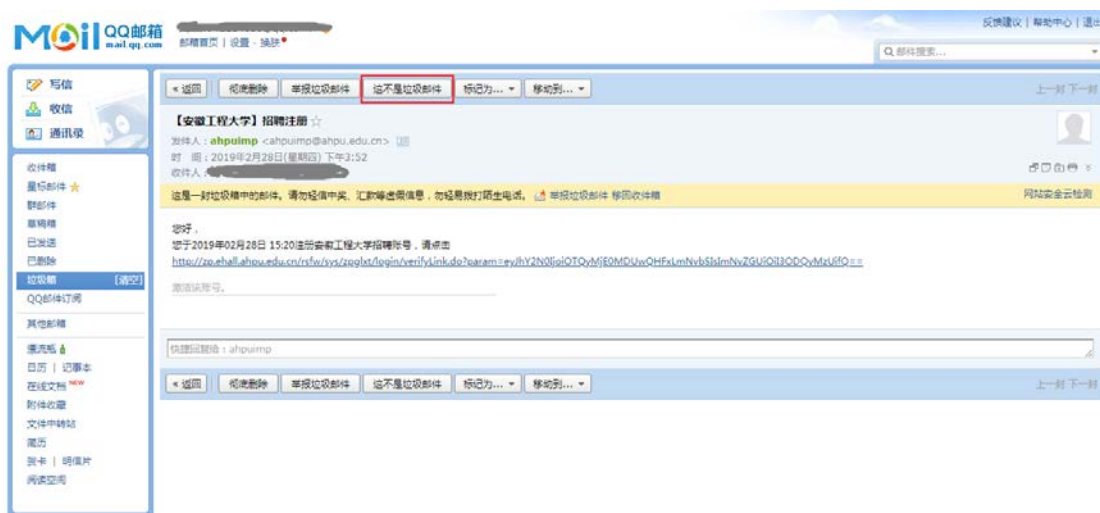 Mail QQ邮箱
mail.qq.com
邮箱首页 | 设置 - 换肤
反馈建议 | 帮助中心 | 退出
邮件搜索...
写信
收信
通讯录
收件箱
星标邮件
群邮件
草稿箱
已发送
已删除
垃圾箱 [清空]
QQ邮件订阅
其他邮箱
漂流瓶
日历 | 记事本
在线文档 NEW
附件收藏
文件中转站
简历
贺卡 | 明信片
阅读空间
« 返回 彻底删除 举报垃圾邮件 这不是垃圾邮件 标记为... 移动到... 上一封 下一封
【安徽工程大学】招聘注册
发件人：ahpuimp <ahpuimp@ahpu.edu.cn>
时 间：2019年2月28日(星期四) 下午3:52
收件人：
这是一封垃圾箱中的邮件。请勿轻信中奖、汇款等虚假信息，勿轻易拨打陌生电话。 举报垃圾邮件 移回收件箱 网站安全云检测
您好，
您于2019年02月28日 15:20注册安徽工程大学招聘账号，请点击
激活该账号。
快捷回复给：ahpuimp
« 返回 彻底删除 举报垃圾邮件 这不是垃圾邮件 标记为... 移动到... 上一封 下一封